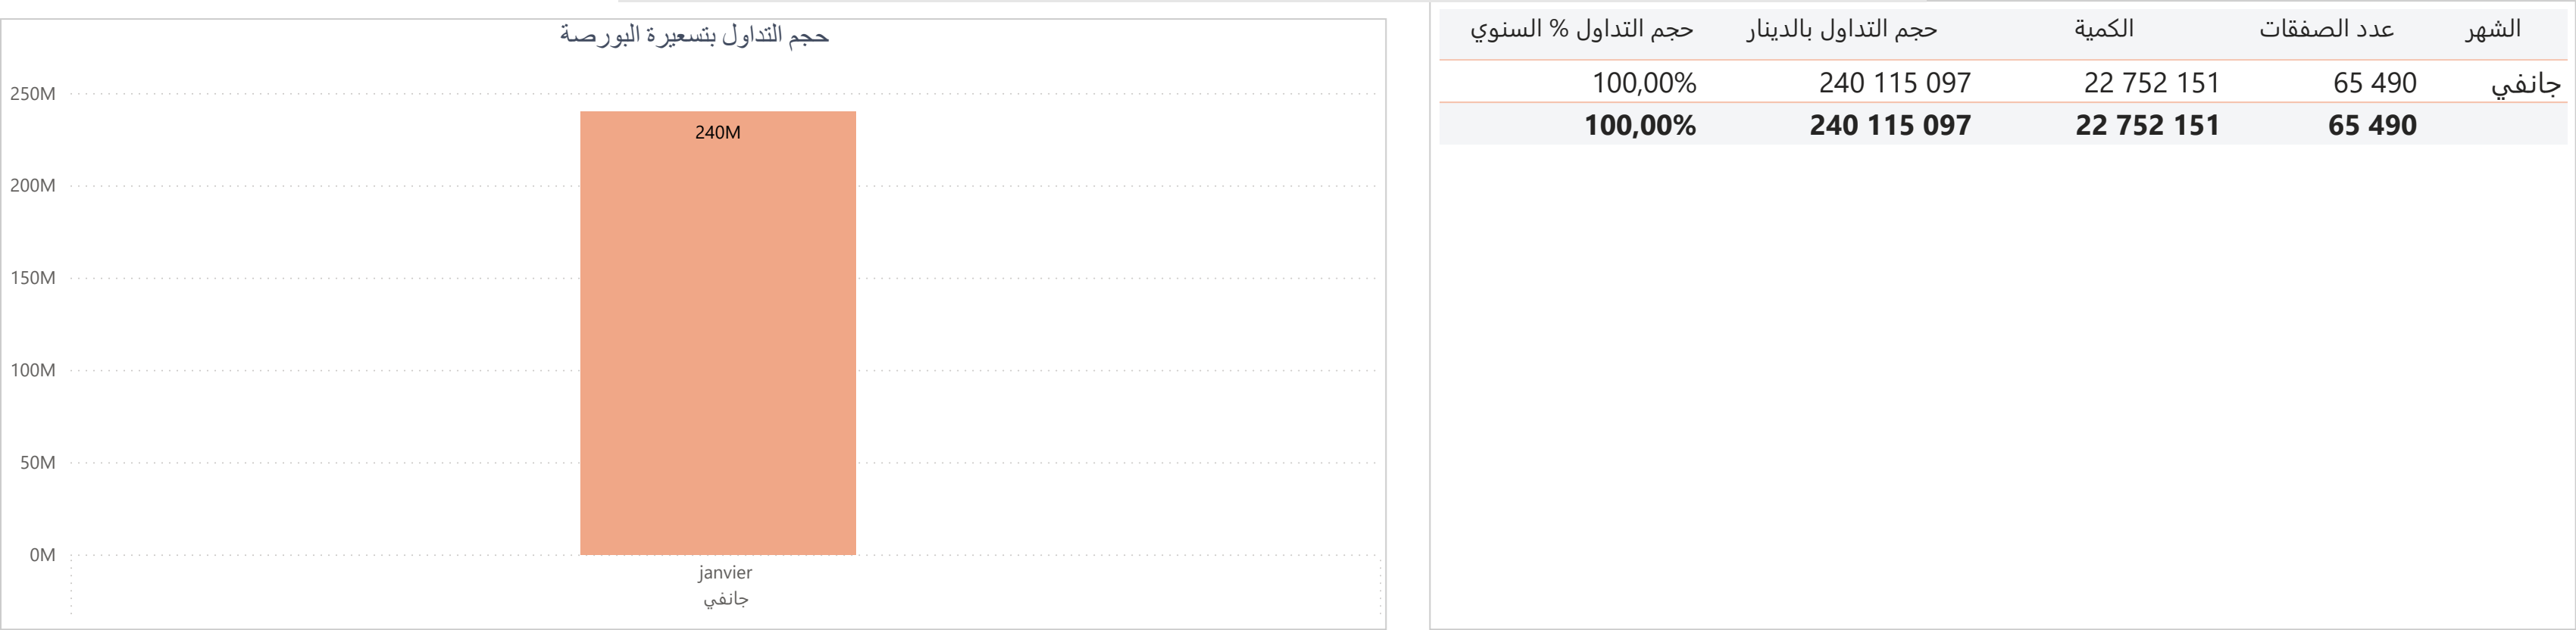 حجم التداول بتسعيرة البورصة
250M
200M
150M
100M
50M
0M
240M
janvier
جانفي
الشهر عدد الصفقات الكمية حجم التداول بالدينار حجم التداول % السنوي
جانفي 65 490 22 752 151 240 115 097 100,00%
65 490 22 752 151 240 115 097 100,00%